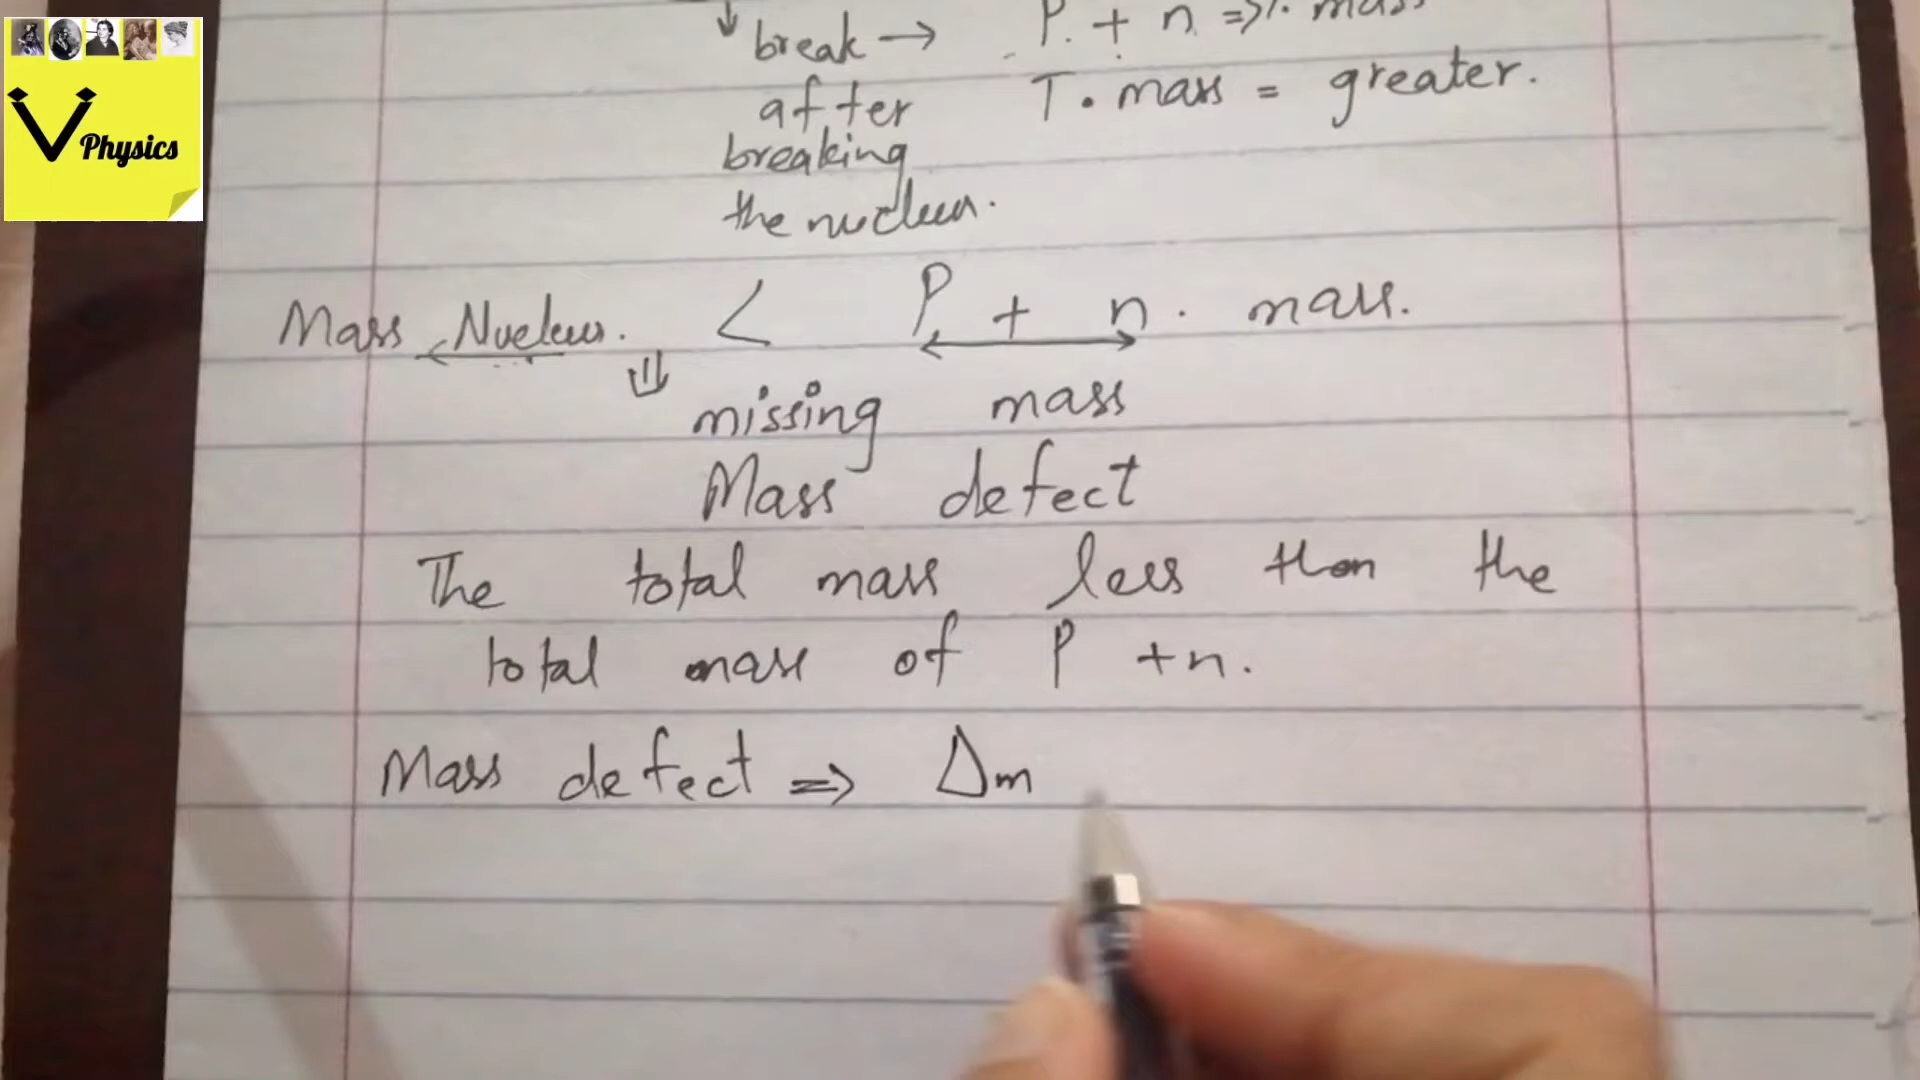 V Physics
break → P. + n =>
after T. mass = greater.
breaking
the nucleus.
Mass Nucleus. < P + n. mass.
missing mass
Mass defect
The total mass less than the
total mass of P + n.
Mass defect => Δm